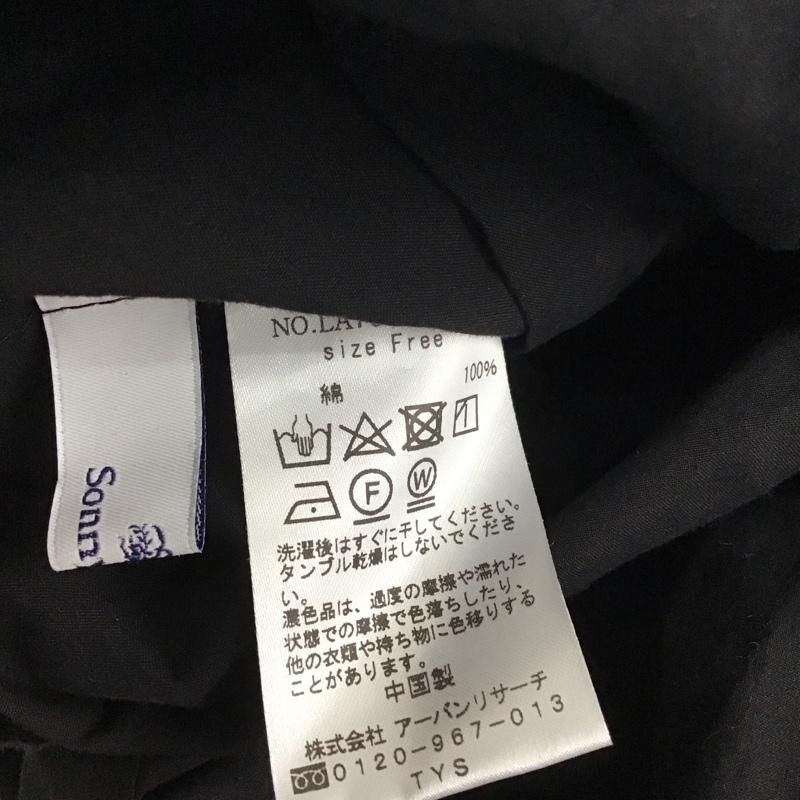 size Free
綿 100%
F W
洗濯後はすぐに干してください。
タンブル乾燥はしないでくださ
い。
濃色品は、過度の摩擦や濡れた
状態での摩擦で色落ちしたり、
他の衣類や持ち物に色移りする
ことがあります。
中国製
株式会社 アーバンリサーチ
0120-967-013
TYS